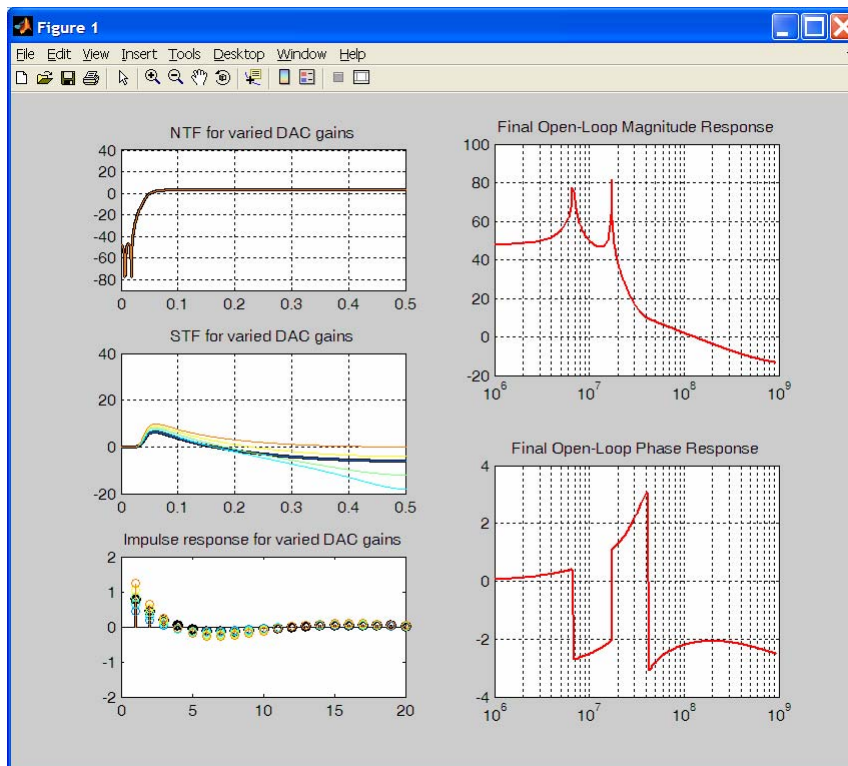 Figure 1
File Edit View Insert Tools Desktop Window Help
NTF for varied DAC gains
40
20
0
-20
-40
-60
-80
0 0.1 0.2 0.3 0.4 0.5
STF for varied DAC gains
40
20
0
-20
0 0.1 0.2 0.3 0.4 0.5
Impulse response for varied DAC gains
2
1
0
-1
-2
0 5 10 15 20
Final Open-Loop Magnitude Response
100
80
60
40
20
0
-20
10^6 10^7 10^8 10^9
Final Open-Loop Phase Response
4
2
0
-2
-4
10^6 10^7 10^8 10^9